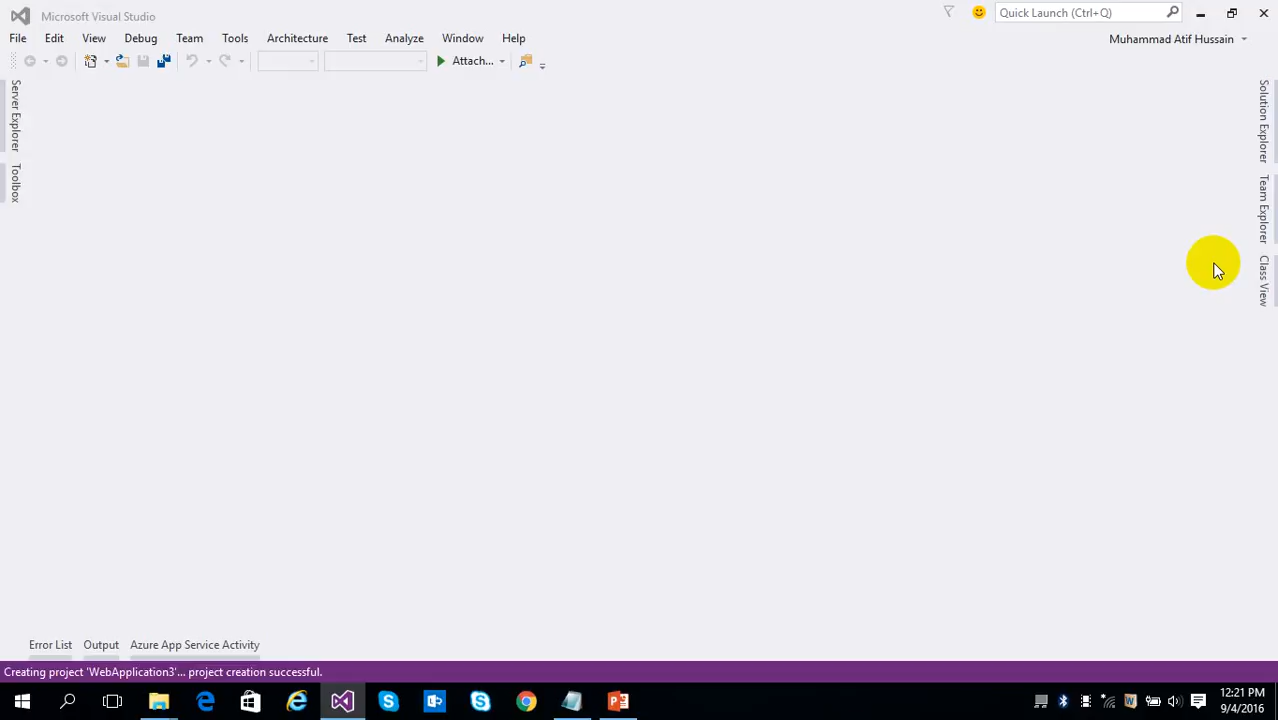 Microsoft Visual Studio
Quick Launch (Ctrl+Q)
File Edit View Debug Team Tools Architecture Test Analyze Window Help
Muhammad Atif Hussain
Attach...
Server Explorer
Toolbox
Solution Explorer
Team Explorer
Class View
Error List Output Azure App Service Activity
Creating project 'WebApplication3'... project creation successful.
12:21 PM
9/4/2016